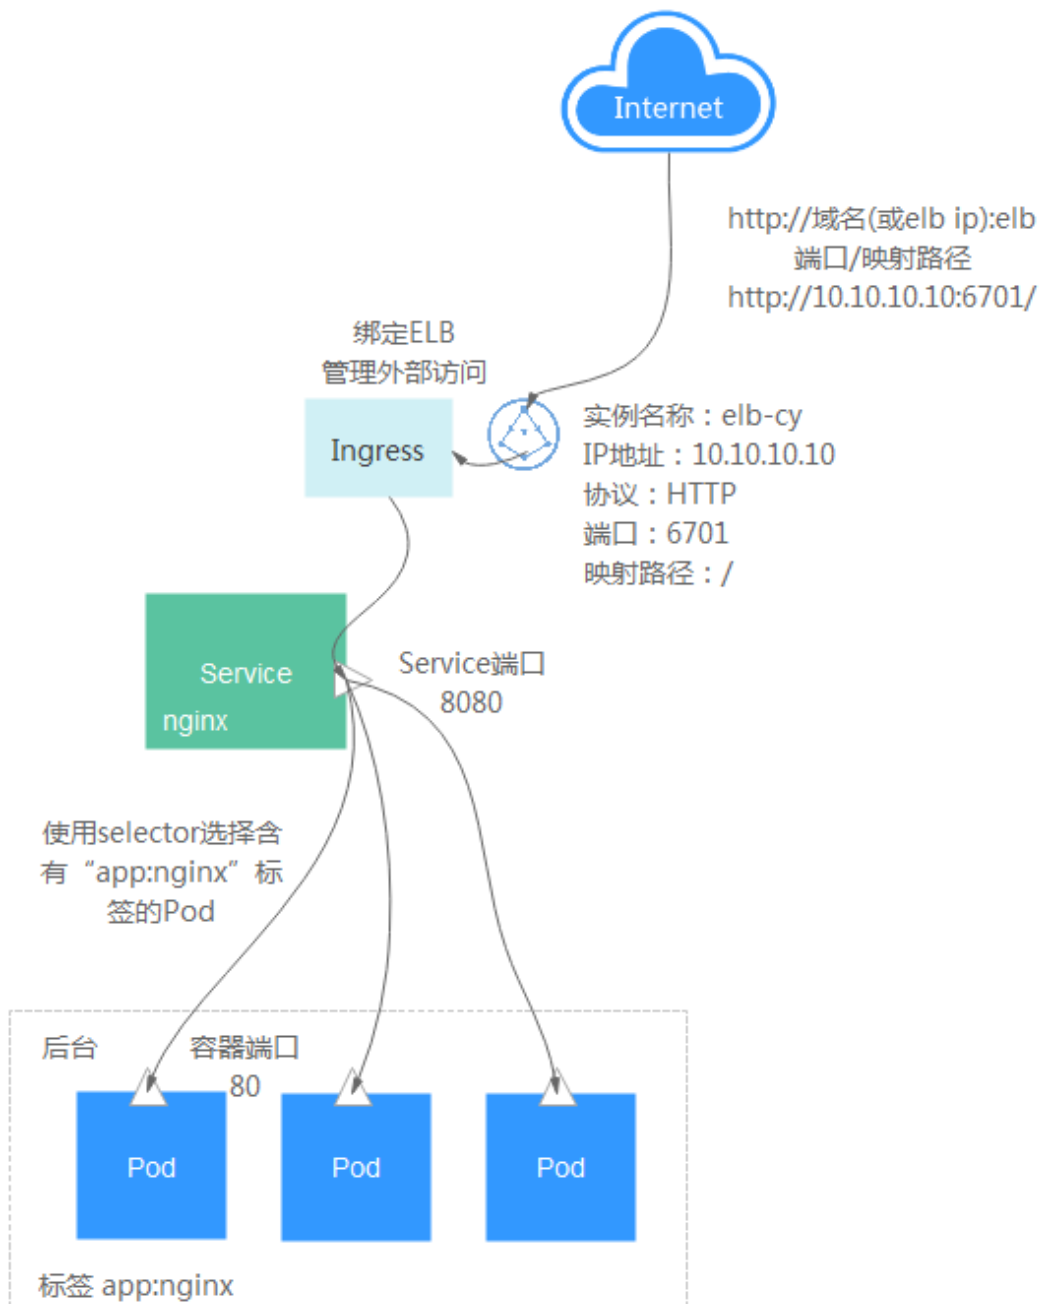 Internet
http://域名(或elb ip):elb
端口/映射路径
http://10.10.10.10:6701/
绑定ELB
管理外部访问
Ingress
实例名称：elb-cy
IP地址：10.10.10.10
协议：HTTP
端口：6701
映射路径：/
Service
nginx
Service端口
8080
使用selector选择含
有“app:nginx”标
签的Pod
后台
容器端口
80
Pod
Pod
Pod
标签 app:nginx